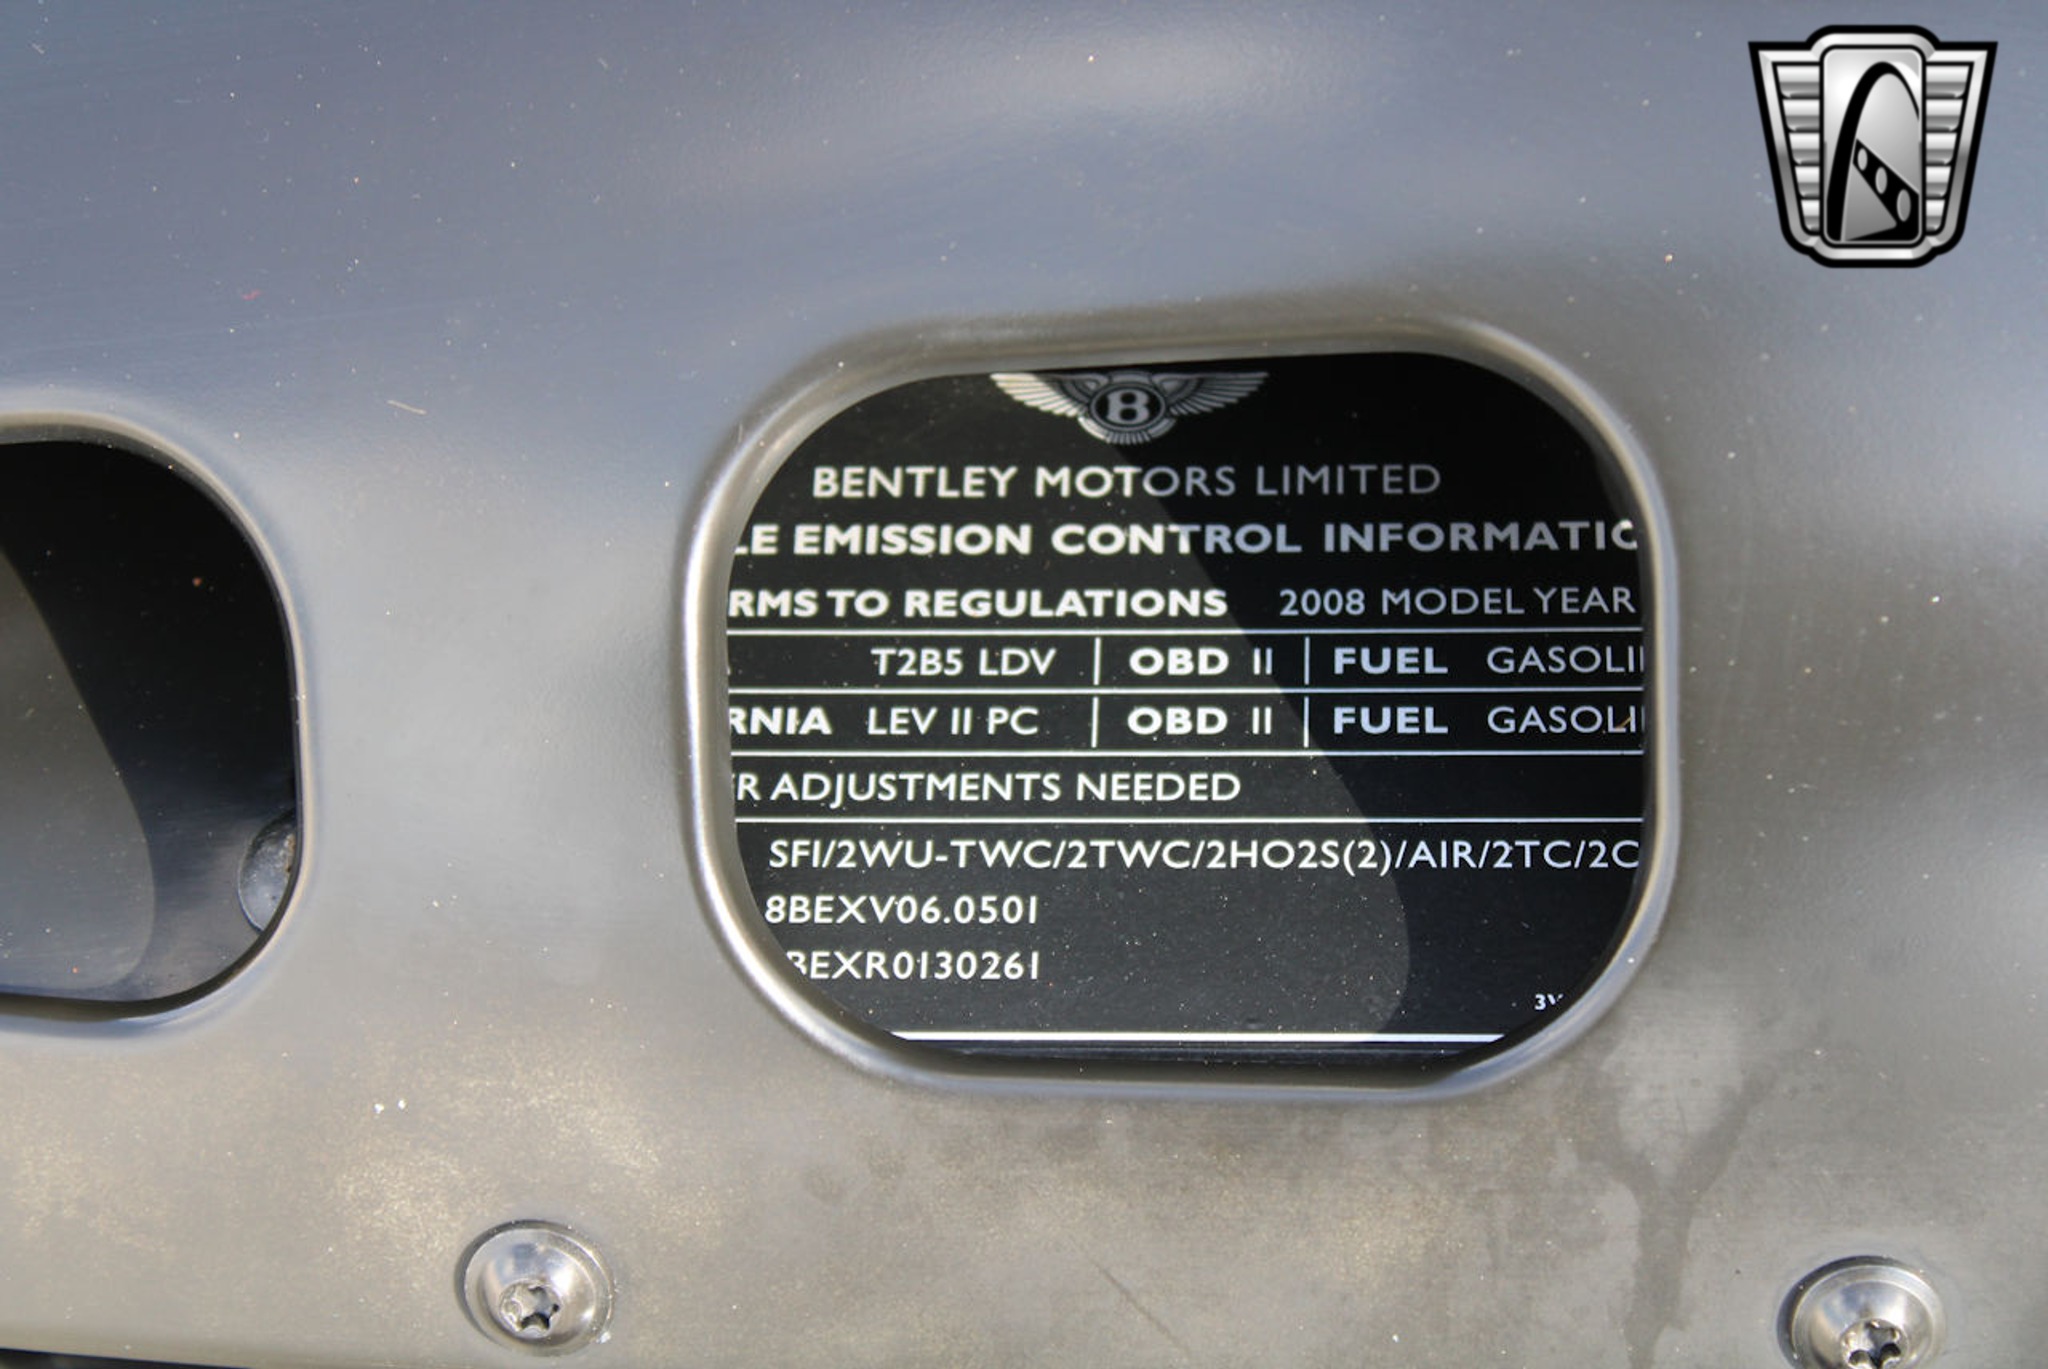 B
BENTLEY MOTORS LIMITED
LE EMISSION CONTROL INFORMATIO
RMS TO REGULATIONS 2008 MODEL YEAR
T2B5 LDV OBD II FUEL GASOLI
RNIA LEV II PC OBD II FUEL GASOLI
R ADJUSTMENTS NEEDED
SFI/2WU-TWC/2TWC/2HO2S(2)/AIR/2TC/2C
8BEXV06.0501
BEXR0130261
3V